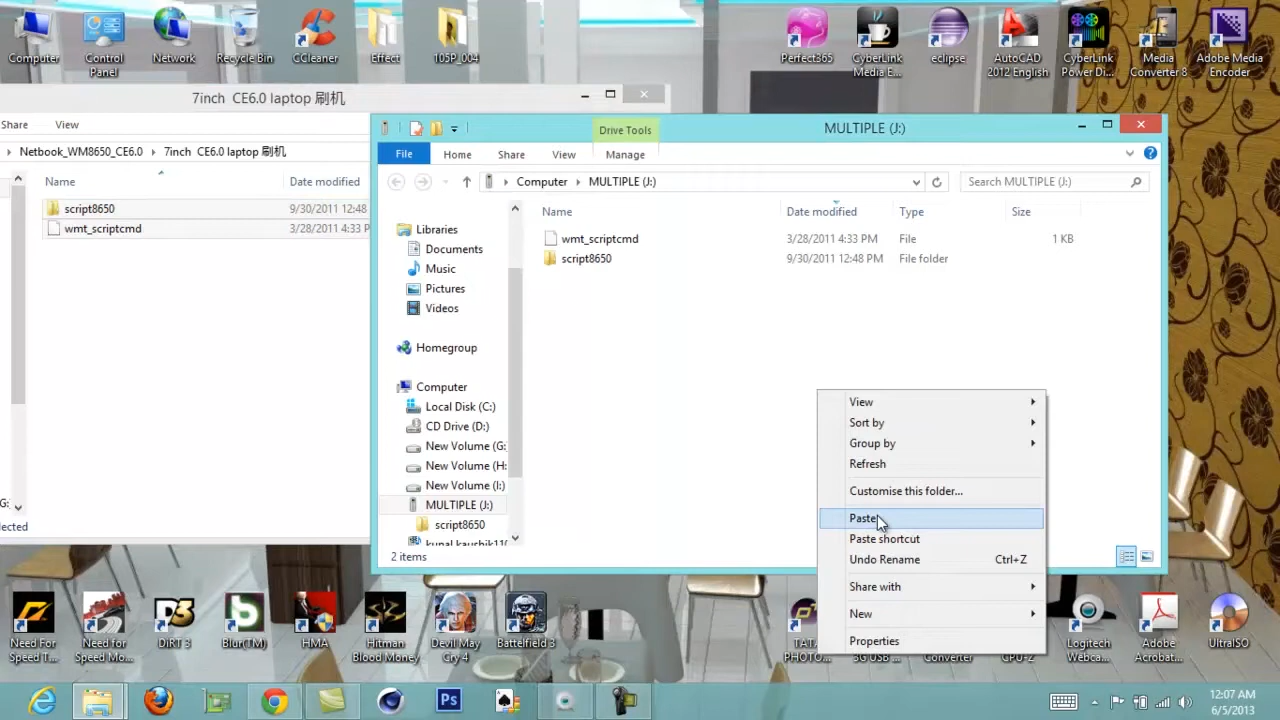 Computer
Control Panel
Network
Recycle Bin
CCleaner
Effect
105P_004
Perfect365
CyberLink Media E...
eclipse
AutoCAD 2012 English
CyberLink Power Di...
Media Converter 8
Adobe Media Encoder
7inch CE6.0 laptop 刷机
Share View
Netbook_WM8650_CE6.0 7inch CE6.0 laptop 刷机
Name Date modified
script8650 9/30/2011 12:48
wmt_scriptcmd 3/28/2011 4:33 P
G:
lected
Drive Tools
MULTIPLE (J:)
File Home Share View Manage
Computer MULTIPLE (J:)
Search MULTIPLE (J:)
Name Date modified Type Size
wmt_scriptcmd 3/28/2011 4:33 PM File 1 KB
script8650 9/30/2011 12:48 PM File folder
Libraries
Documents
Music
Pictures
Videos
Homegroup
Computer
Local Disk (C:)
CD Drive (D:)
New Volume (G:
New Volume (H:
New Volume (I:)
MULTIPLE (J:)
script8650
2 items
View
Sort by
Group by
Refresh
Customise this folder...
Paste
Paste shortcut
Undo Rename Ctrl+Z
Share with
New
Properties
Need For Speed T...
Need for Speed Mo...
DiRT 3
Blur(TM)
HMA
Hitman Blood Money
Devil May Cry 4
Battlefield 3
TATA PHOTO...
3G USB ...
Converter
CPU-Z
Logitech Webca...
Adobe Acrobat...
UltraISO
Ps
12:07 AM
6/5/2013